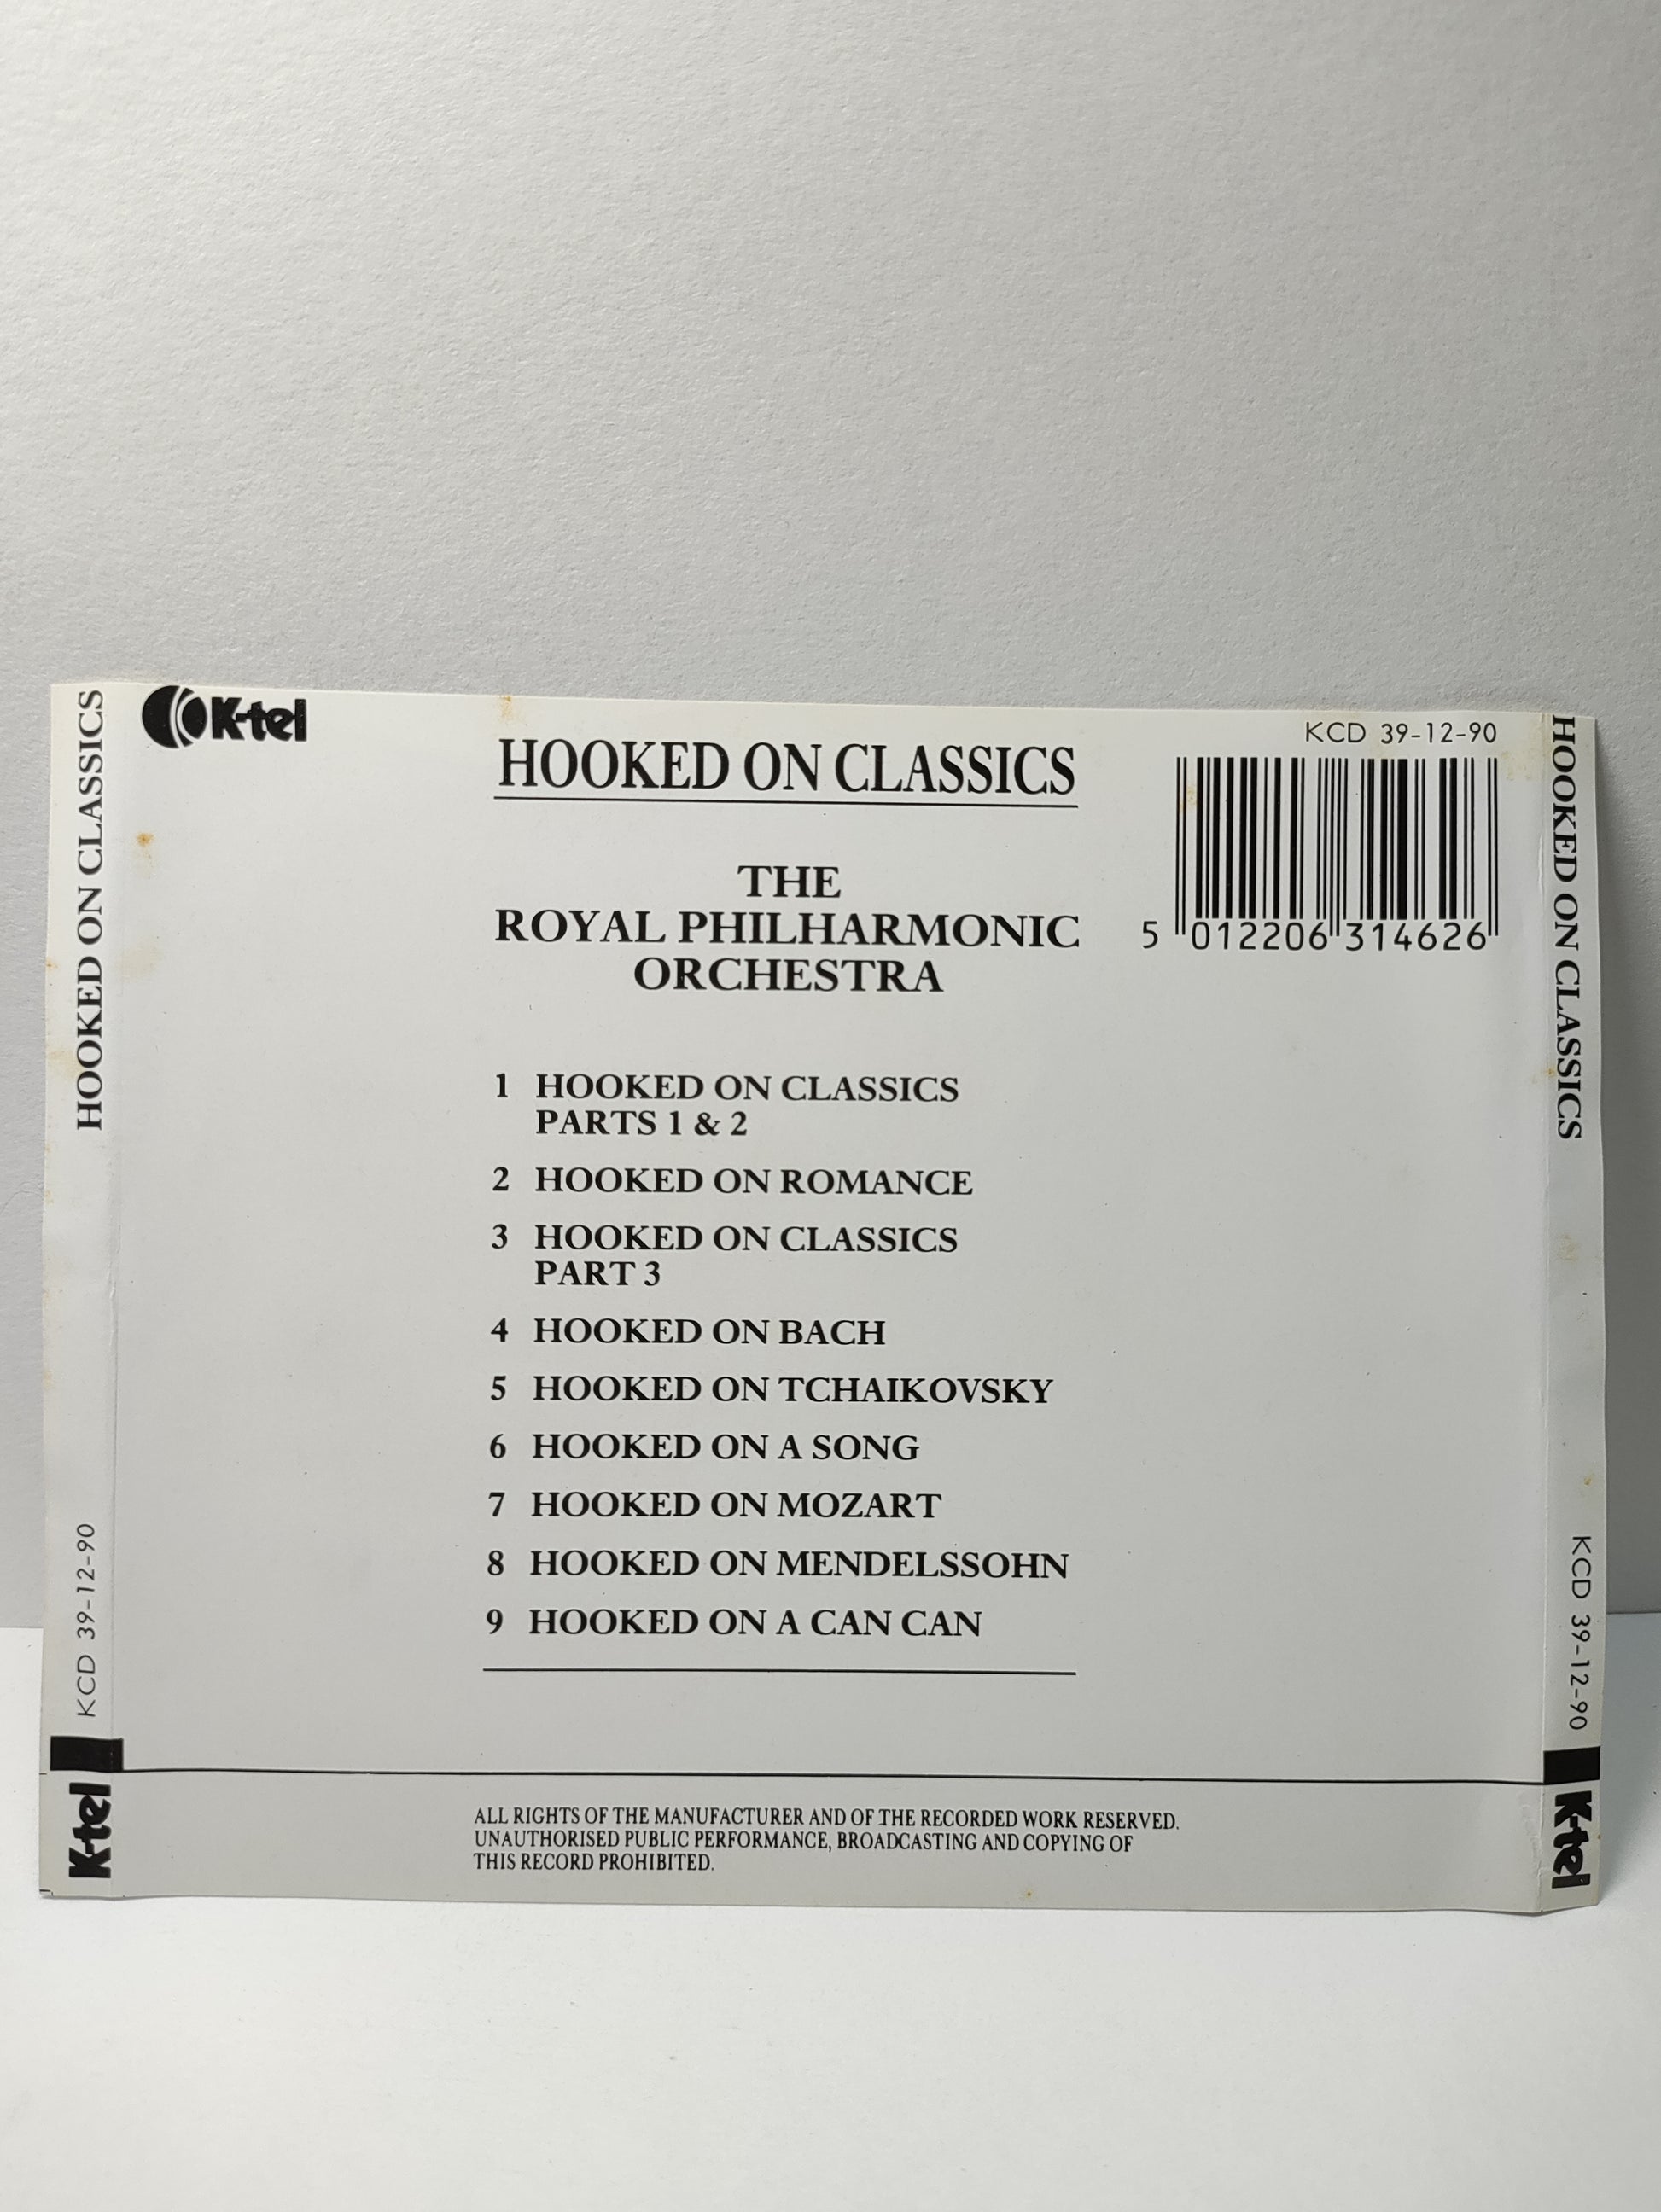 HOOKED ON CLASSICS
KCD 39-12-90
K-tel
K-tel
HOOKED ON CLASSICS
THE
ROYAL PHILHARMONIC
ORCHESTRA
KCD 39-12-90
5 012206 314626
1 HOOKED ON CLASSICS
PARTS 1 & 2
2 HOOKED ON ROMANCE
3 HOOKED ON CLASSICS
PART 3
4 HOOKED ON BACH
5 HOOKED ON TCHAIKOVSKY
6 HOOKED ON A SONG
7 HOOKED ON MOZART
8 HOOKED ON MENDELSSOHN
9 HOOKED ON A CAN CAN
ALL RIGHTS OF THE MANUFACTURER AND OF THE RECORDED WORK RESERVED.
UNAUTHORISED PUBLIC PERFORMANCE, BROADCASTING AND COPYING OF
THIS RECORD PROHIBITED.
HOOKED ON CLASSICS
KCD 39-12-90
K-tel